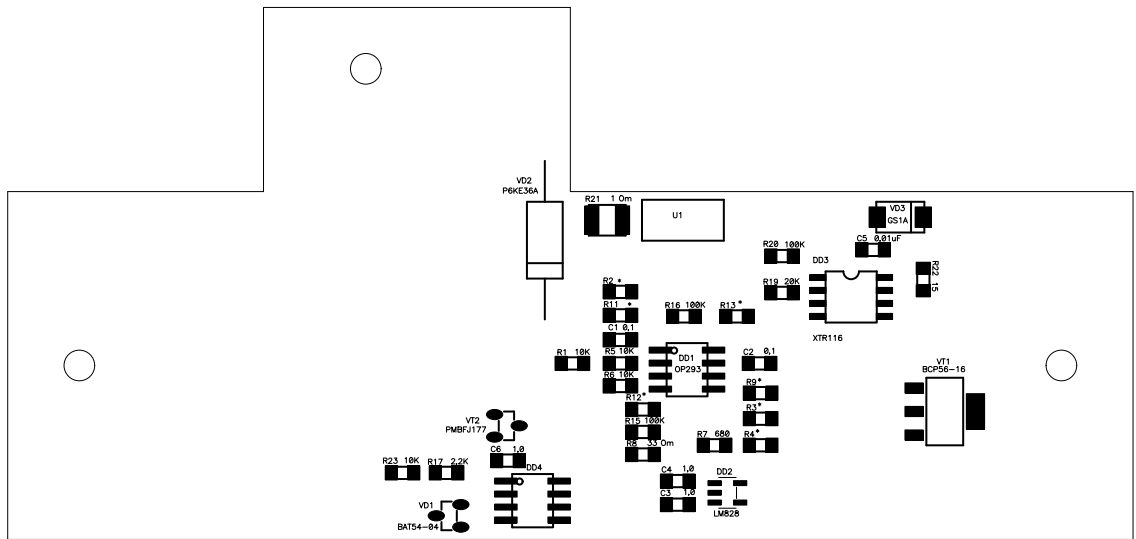 VD2
P6KE36A
R21 1 Om
U1
VD3
GS1A
C5 0,01uF
R20 100K
DD3
R22 15
R2 *
R19 20K
R11 *
R16 100K
R13*
C1 0,1
XTR116
R1 10K
R5 10K
DD1
OP293
C2 0,1
VT1
BCP56-16
R6 10K
R9*
R12*
R3*
VT2
PMBFJ177
R15 100K
R7 680
R4*
R8 33 Om
C6 1,0
R23 10K
R17 2,2K
DD4
C4 1,0
DD2
C3 1,0
VD1
LM828
BAT54-04